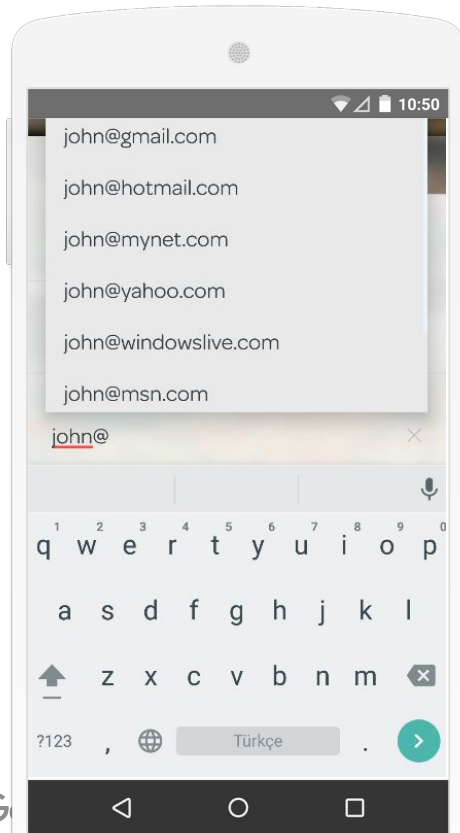 10:50
john@gmail.com
john@hotmail.com
john@mynet.com
john@yahoo.com
john@windowslive.com
john@msn.com
john@
1 2 3 4 5 6 7 8 9 0
q w e r t y u i o p
a s d f g h j k l
z x c v b n m
?123 , Türkçe .